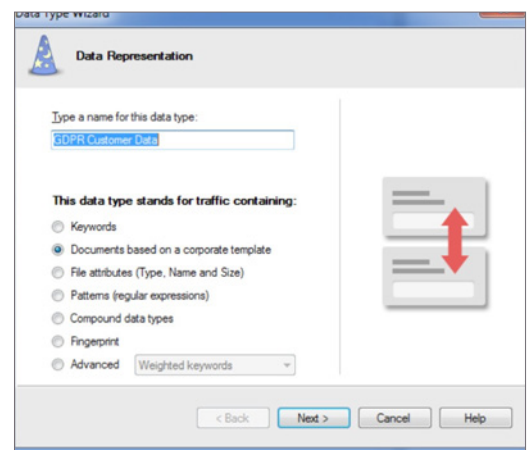 Data Type Wizard
Data Representation
Type a name for this data type:
GDPR Customer Data
This data type stands for traffic containing:
Keywords
Documents based on a corporate template
File attributes (Type, Name and Size)
Patterns (regular expressions)
Compound data types
Fingerprint
Advanced Weighted keywords
< Back Next > Cancel Help